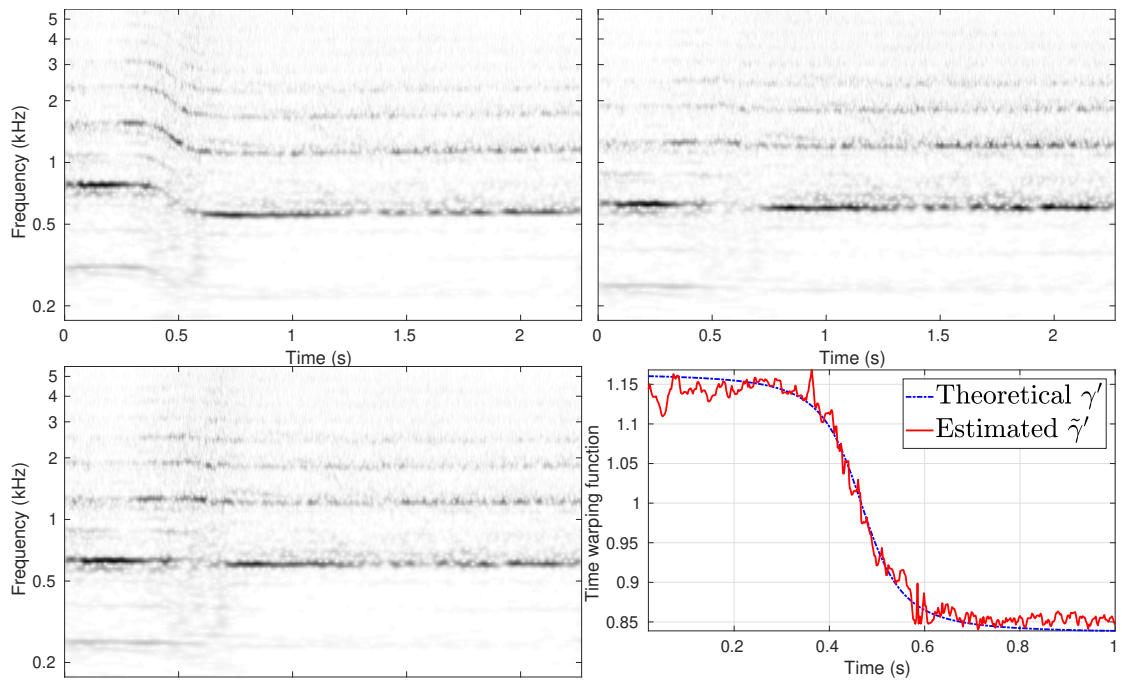 5
4
3
2
1
0.5
0.2
Frequency (kHz)
0 0.5 1 1.5 2
Time (s)
0 0.5 1 1.5 2
Time (s)
5
4
3
2
1
0.5
0.2
Frequency (kHz)
1.15
1.1
1.05
1
0.95
0.9
0.85
Time warping function
Theoretical γ′
Estimated γ̃′
0.2 0.4 0.6 0.8 1
Time (s)